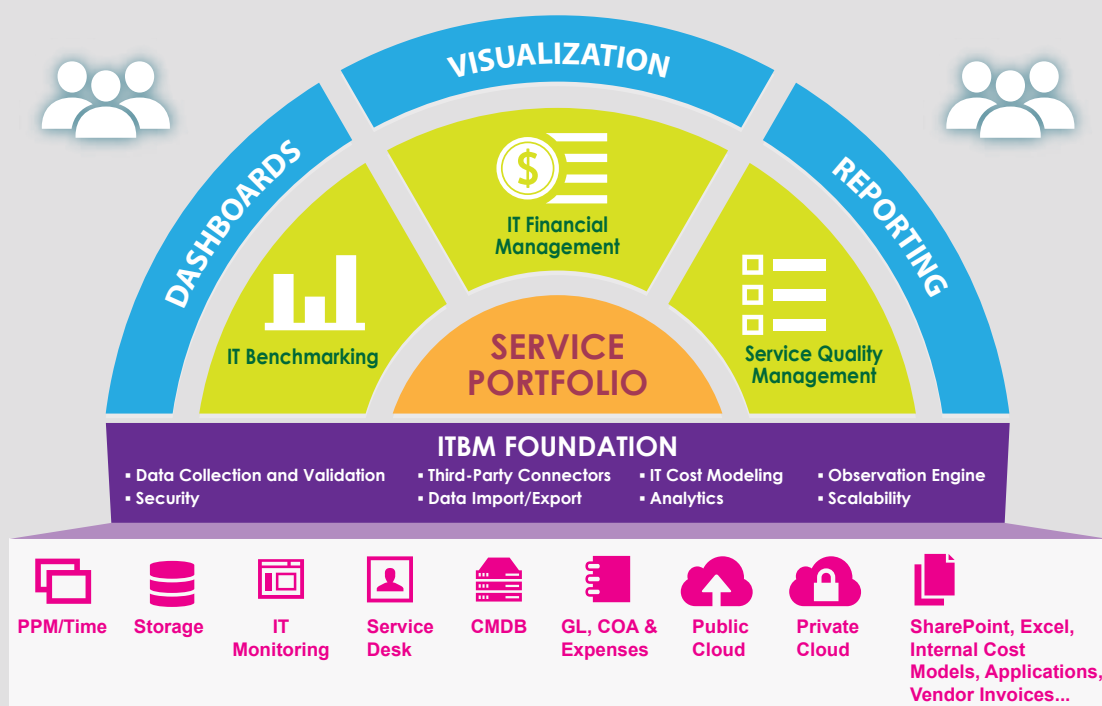 VISUALIZATION
DASHBOARDS
REPORTING
$
IT Financial
Management
IT Benchmarking
Service Quality
Management
SERVICE
PORTFOLIO
ITBM FOUNDATION
▪ Data Collection and Validation
▪ Security
▪ Third-Party Connectors
▪ Data Import/Export
▪ IT Cost Modeling
▪ Analytics
▪ Observation Engine
▪ Scalability
PPM/Time
Storage
IT
Monitoring
Service
Desk
CMDB
GL, COA &
Expenses
Public
Cloud
Private
Cloud
SharePoint, Excel,
Internal Cost
Models, Applications,
Vendor Invoices...